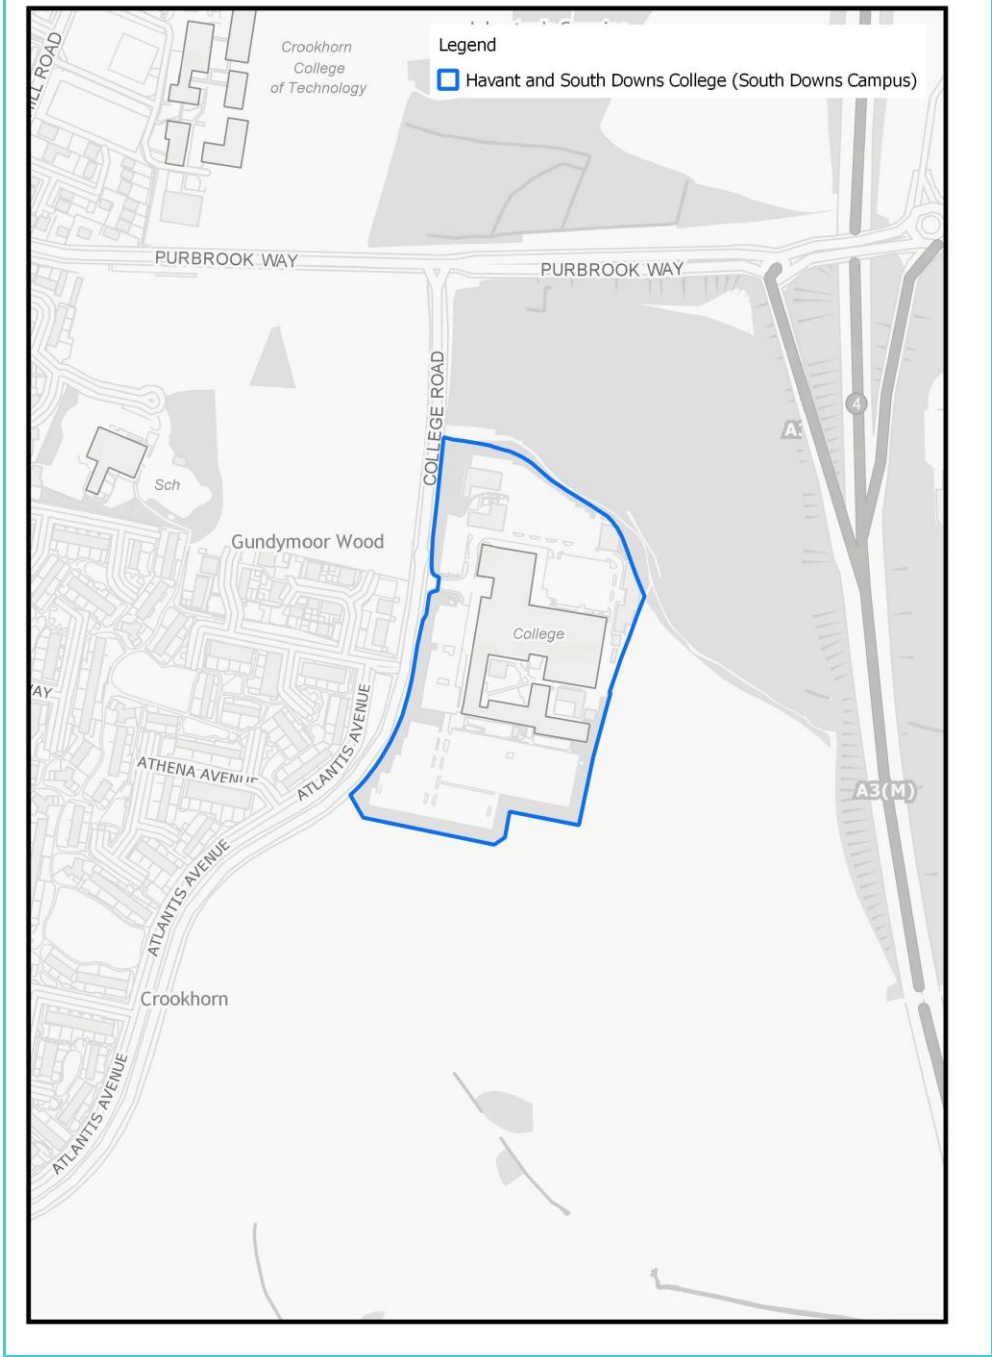 Legend
Havant and South Downs College (South Downs Campus)
Crookhorn
College
of Technology
PURBROOK WAY
PURBROOK WAY
COLLEGE ROAD
4
Sch
Gundymoor Wood
College
ATLANTIS AVENUE
ATHENA AVENUE
A3(M)
ATLANTIS AVENUE
Crookhorn
ATLANTIS AVENUE